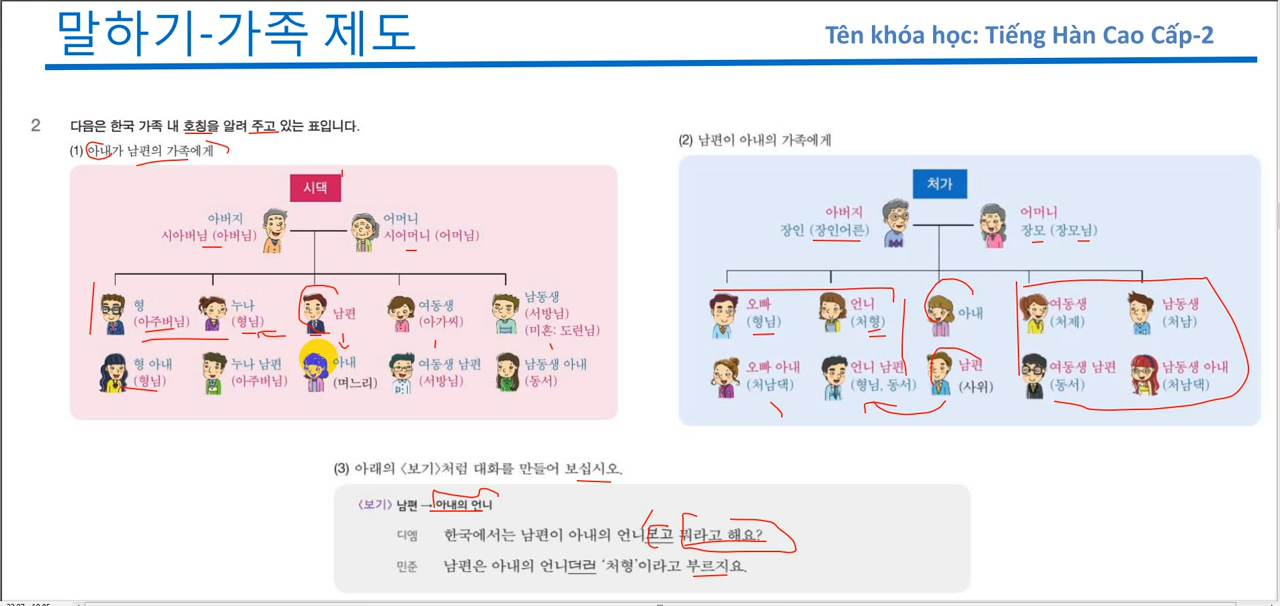 말하기-가족 제도
Tên khóa học: Tiếng Hàn Cao Cấp-2
2 다음은 한국 가족 내 호칭을 알려 주고 있는 표입니다.
(1) 아내가 남편의 가족에게
시댁
아버지
시아버님 (아버님)
어머니
시어머니 (어머님)
형
(아주버님)
누나
(형님)
남편
여동생
(아가씨)
남동생
(서방님)
(미혼: 도련님)
형 아내
(형님)
누나 남편
(아주버님)
아내
(며느리)
여동생 남편
(서방님)
남동생 아내
(동서)
(2) 남편이 아내의 가족에게
처가
아버지
장인 (장인어른)
어머니
장모 (장모님)
오빠
(형님)
언니
(처형)
아내
여동생
(처제)
남동생
(처남)
오빠 아내
(처남댁)
언니 남편
(형님, 동서)
남편
(사위)
여동생 남편
(동서)
남동생 아내
(처남댁)
(3) 아래의 〈보기〉처럼 대화를 만들어 보십시오.
〈보기〉 남편→아내의 언니
디엠 한국에서는 남편이 아내의 언니보고 뭐라고 해요?
민준 남편은 아내의 언니더러 '처형'이라고 부르지요.